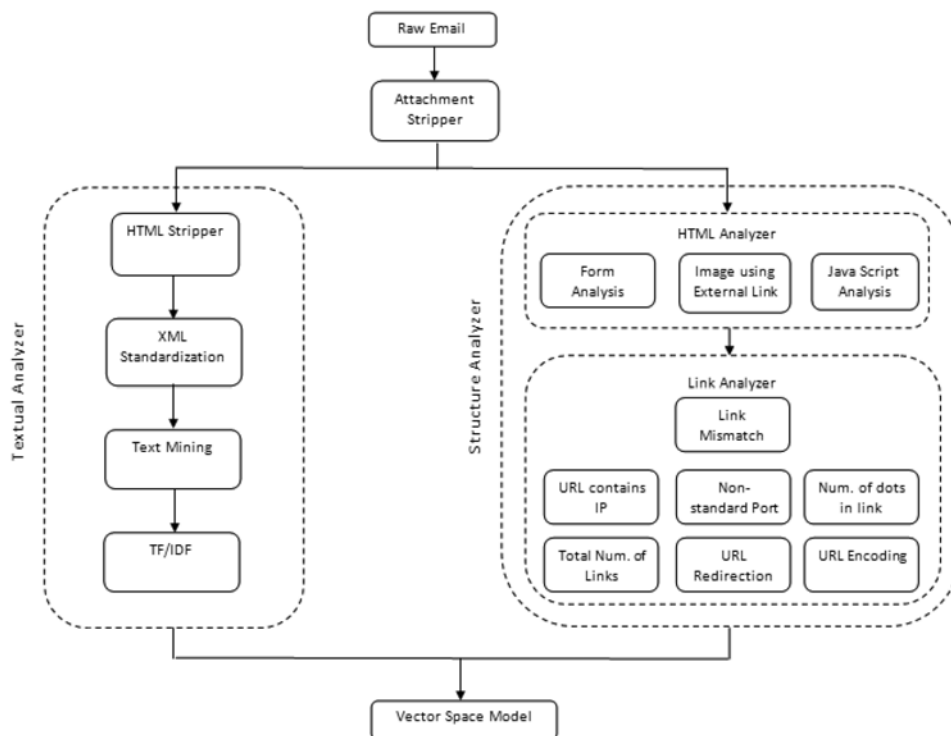 Raw Email
Attachment
Stripper
Textual Analyzer
HTML Stripper
XML
Standardization
Text Mining
TF/IDF
Structure Analyzer
HTML Analyzer
Form
Analysis
Image using
External Link
Java Script
Analysis
Link Analyzer
Link
Mismatch
URL contains
IP
Non-
standard Port
Num. of dots
in link
Total Num. of
Links
URL
Redirection
URL Encoding
Vector Space Model